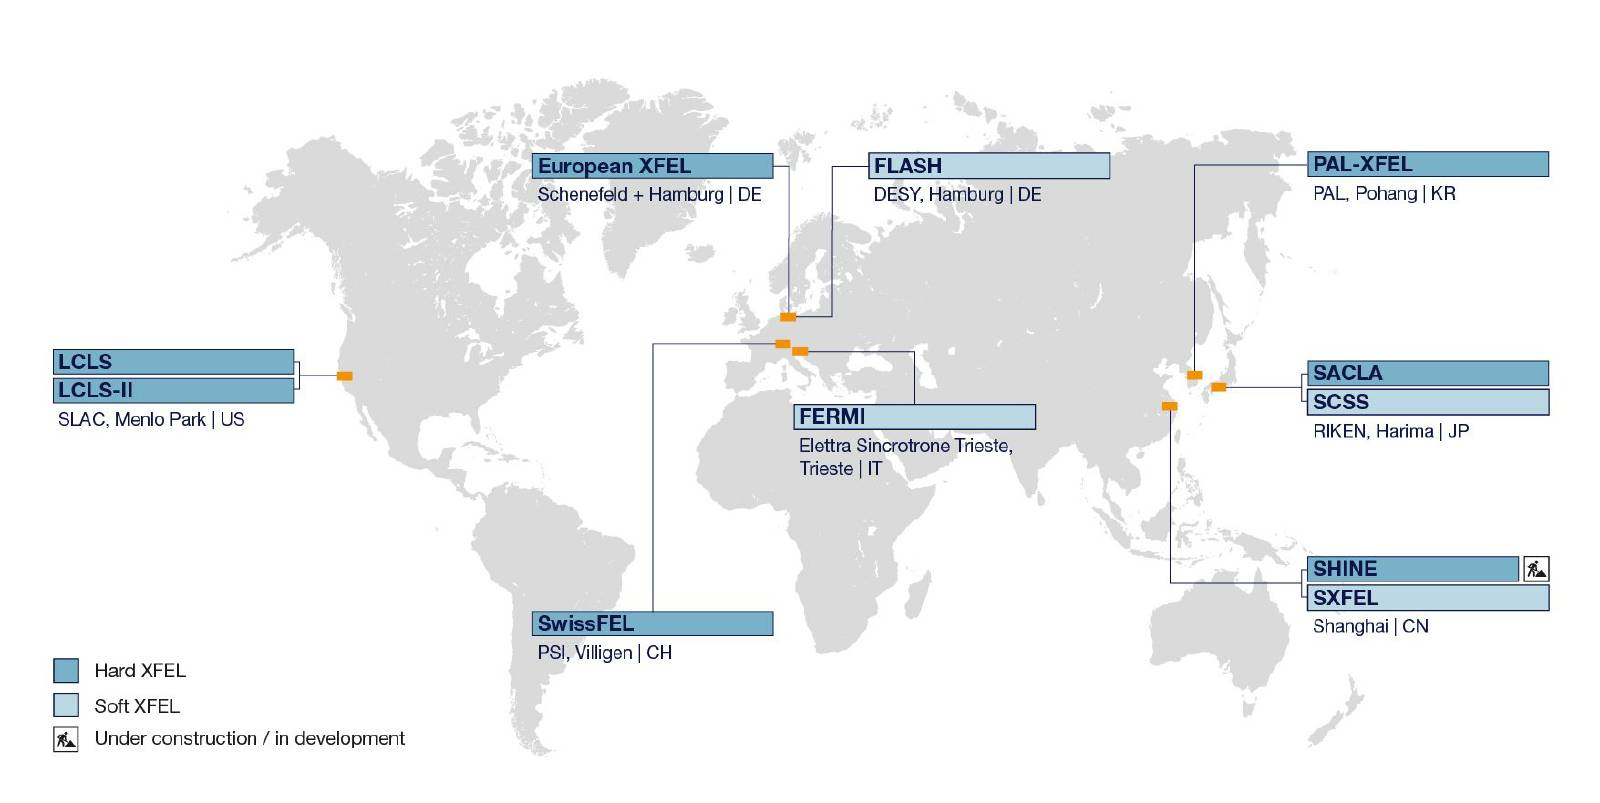 European XFEL
Schenefeld + Hamburg | DE
FLASH
DESY, Hamburg | DE
PAL-XFEL
PAL, Pohang | KR
LCLS
LCLS-II
SLAC, Menlo Park | US
SACLA
SCSS
RIKEN, Harima | JP
FERMI
Elettra Sincrotrone Trieste,
Trieste | IT
SHINE
SXFEL
Shanghai | CN
SwissFEL
PSI, Villigen | CH
Hard XFEL
Soft XFEL
Under construction / in development